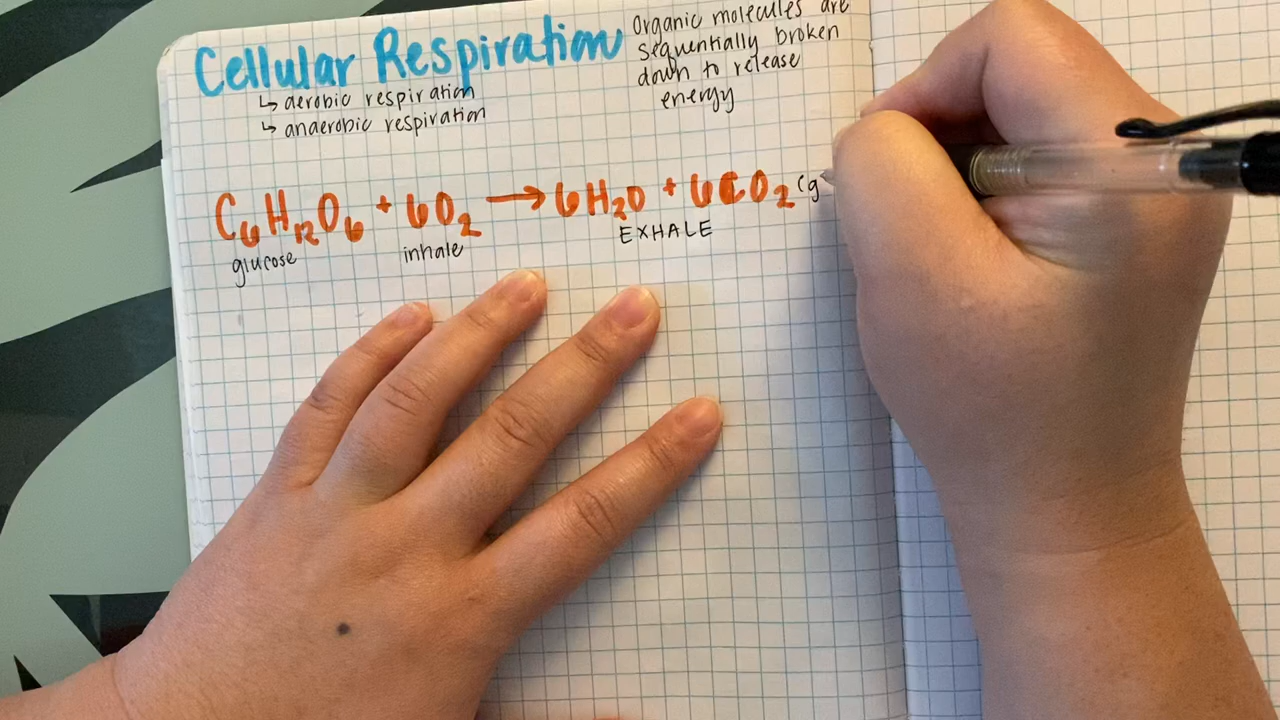 Cellular Respiration
↳ aerobic respiration
↳ anaerobic respiration
Organic molecules are
sequentially broken
down to release
energy
C₆H₁₂O₆ + 6O₂ → 6H₂O + 6CO₂ (g
glucose
inhale
EXHALE